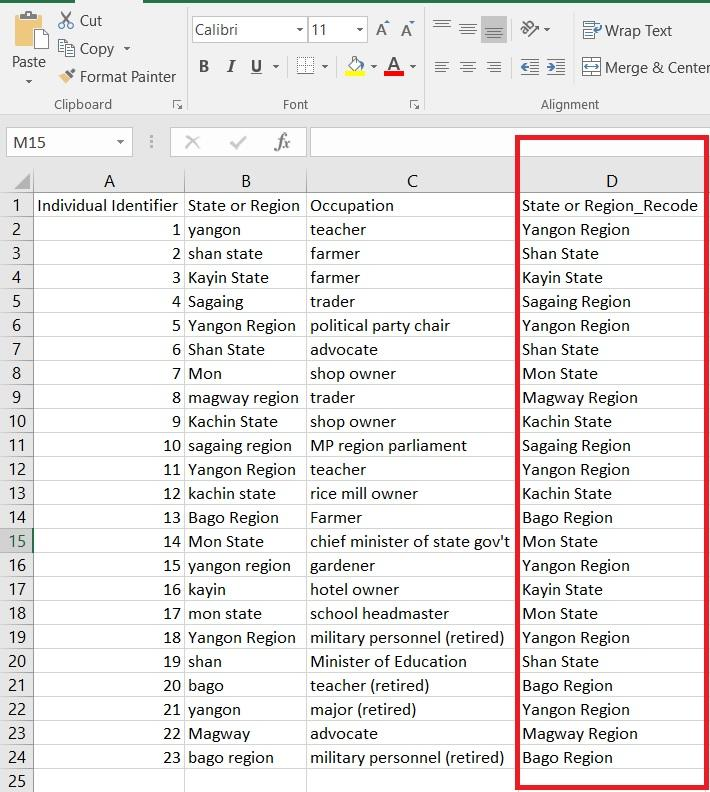 Cut
Calibri 11 A A Wrap Text
Copy
Paste
Format Painter B I U A Merge & Center
Clipboard Font Alignment
M15 fx
A B C D
1 Individual Identifier State or Region Occupation State or Region_Recode
2 1 yangon teacher Yangon Region
3 2 shan state farmer Shan State
4 3 Kayin State farmer Kayin State
5 4 Sagaing trader Sagaing Region
6 5 Yangon Region political party chair Yangon Region
7 6 Shan State advocate Shan State
8 7 Mon shop owner Mon State
9 8 magway region trader Magway Region
10 9 Kachin State shop owner Kachin State
11 10 sagaing region MP region parliament Sagaing Region
12 11 Yangon Region teacher Yangon Region
13 12 kachin state rice mill owner Kachin State
14 13 Bago Region Farmer Bago Region
15 14 Mon State chief minister of state gov't Mon State
16 15 yangon region gardener Yangon Region
17 16 kayin hotel owner Kayin State
18 17 mon state school headmaster Mon State
19 18 Yangon Region military personnel (retired) Yangon Region
20 19 shan Minister of Education Shan State
21 20 bago teacher (retired) Bago Region
22 21 yangon major (retired) Yangon Region
23 22 Magway advocate Magway Region
24 23 bago region military personnel (retired) Bago Region
25